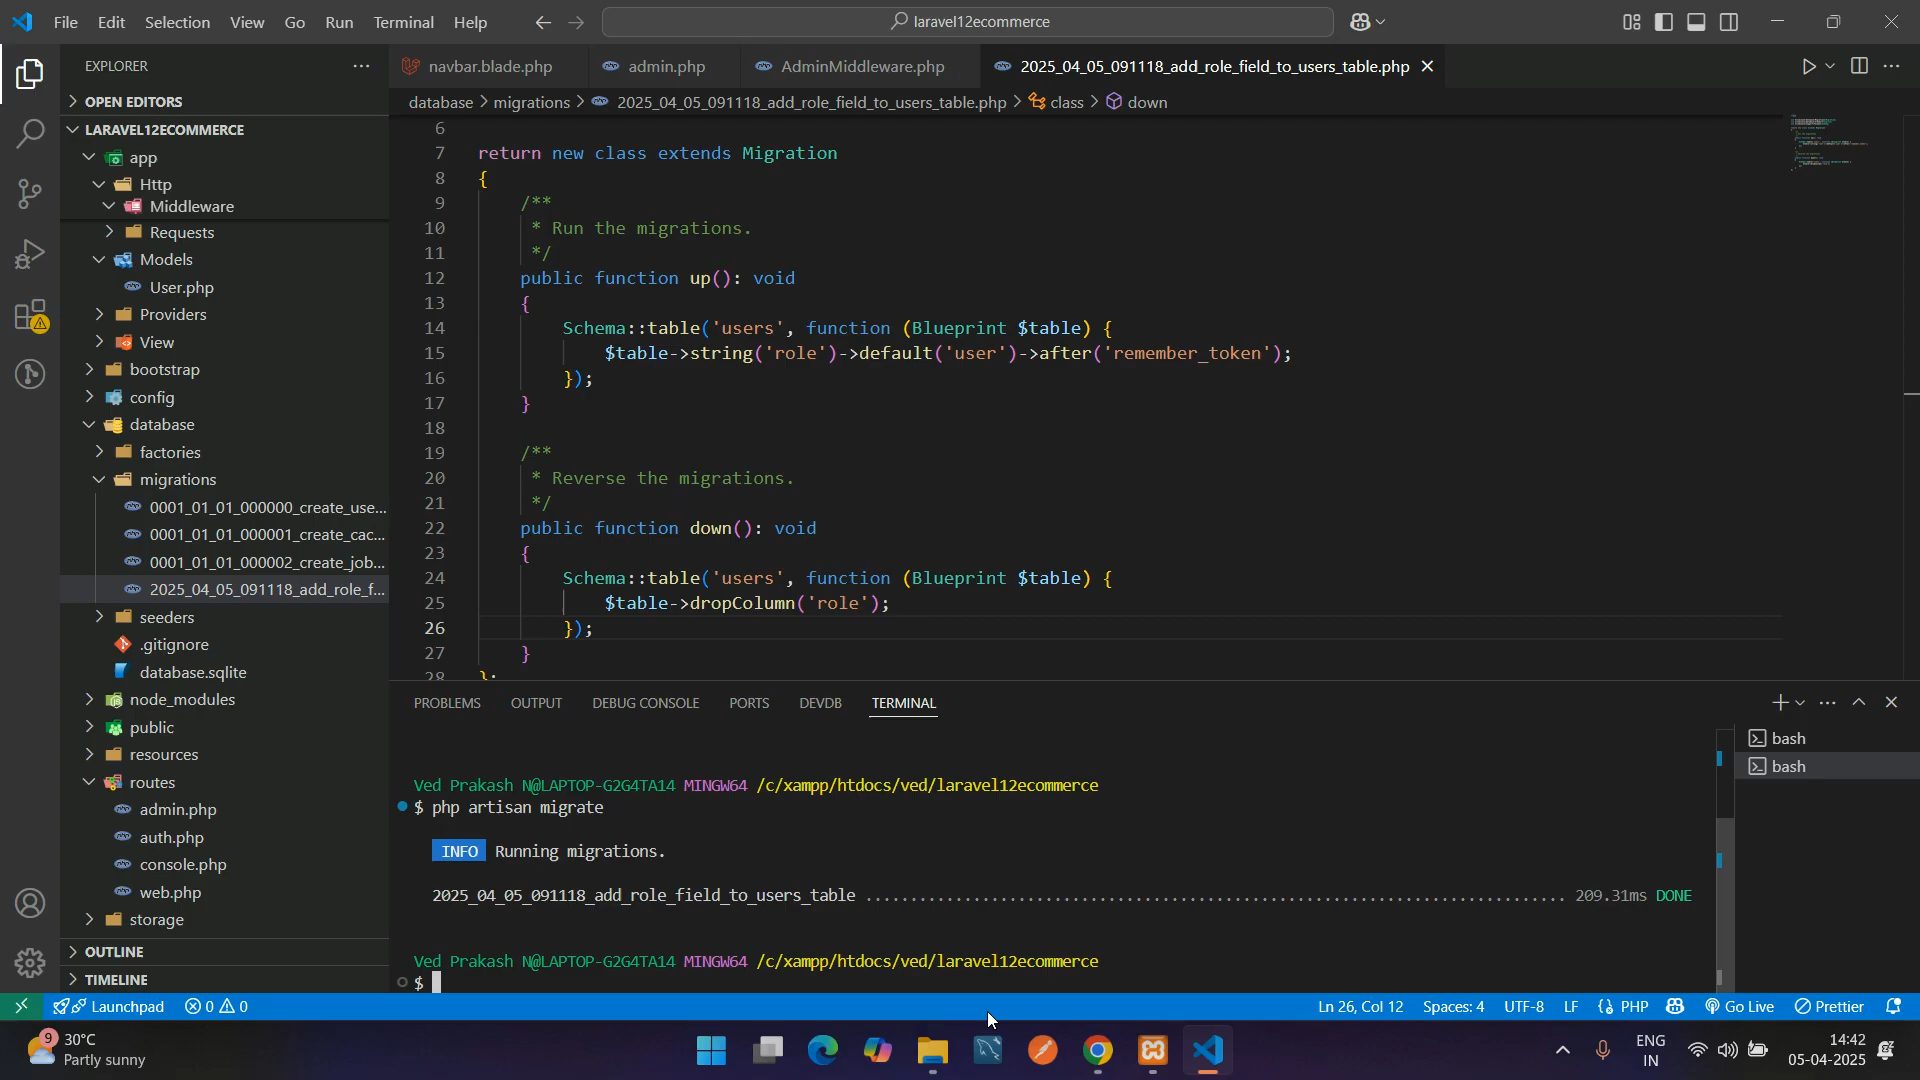 File Edit Selection View Go Run Terminal Help
laravel12ecommerce
EXPLORER
navbar.blade.php
admin.php
AdminMiddleware.php
2025_04_05_091118_add_role_field_to_users_table.php
OPEN EDITORS
database > migrations > 2025_04_05_091118_add_role_field_to_users_table.php > class > down
LARAVEL12ECOMMERCE
app
Http
Middleware
Requests
Models
User.php
Providers
View
bootstrap
config
database
factories
migrations
0001_01_01_000000_create_use...
0001_01_01_000001_create_cac...
0001_01_01_000002_create_job...
2025_04_05_091118_add_role_f...
seeders
.gitignore
database.sqlite
node_modules
public
resources
routes
admin.php
auth.php
console.php
web.php
storage
OUTLINE
TIMELINE
6
7 return new class extends Migration
8 {
9 /**
10 * Run the migrations.
11 */
12 public function up(): void
13 {
14 Schema::table('users', function (Blueprint $table) {
15 $table->string('role')->default('user')->after('remember_token');
16 });
17 }
18
19 /**
20 * Reverse the migrations.
21 */
22 public function down(): void
23 {
24 Schema::table('users', function (Blueprint $table) {
25 $table->dropColumn('role');
26 });
27 }
28 };
PROBLEMS OUTPUT DEBUG CONSOLE PORTS DEVDB TERMINAL
bash
bash
Ved Prakash N@LAPTOP-G2G4TA14 MINGW64 /c/xampp/htdocs/ved/laravel12ecommerce
$ php artisan migrate
INFO Running migrations.
2025_04_05_091118_add_role_field_to_users_table ...................................................................... 209.31ms DONE
Ved Prakash N@LAPTOP-G2G4TA14 MINGW64 /c/xampp/htdocs/ved/laravel12ecommerce
$
Launchpad 0 0
Ln 26, Col 12 Spaces: 4 UTF-8 LF {} PHP Go Live Prettier
9
30°C
Partly sunny
ENG
IN
14:42
05-04-2025